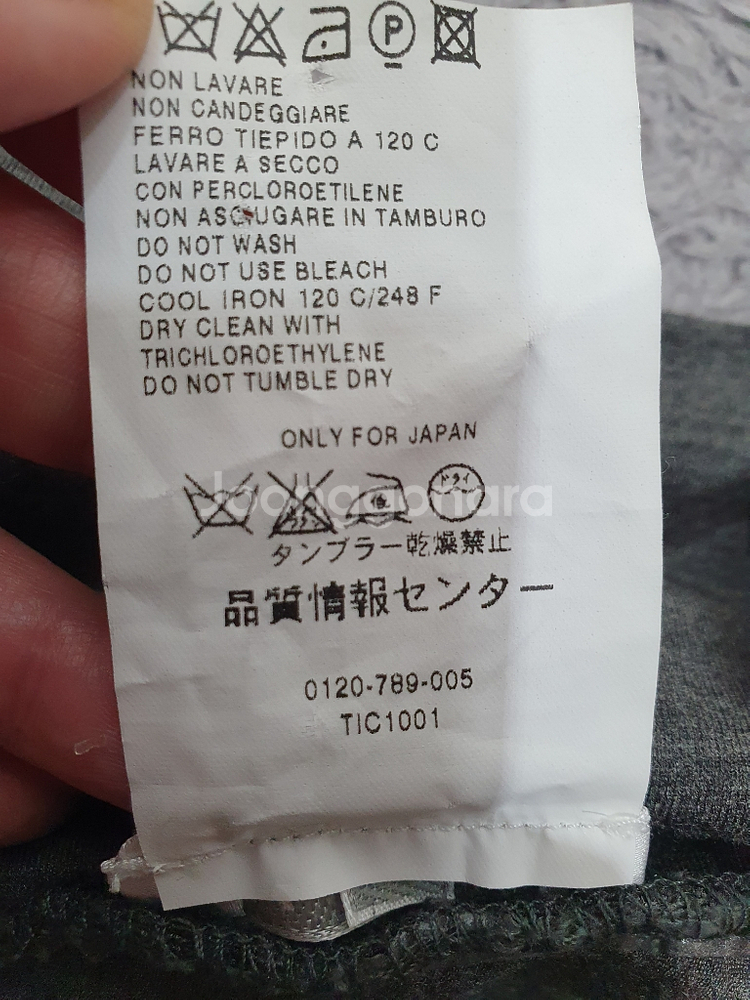 P
NON LAVARE
NON CANDEGGIARE
FERRO TIEPIDO A 120 C
LAVARE A SECCO
CON PERCLOROETILENE
NON ASCIUGARE IN TAMBURO
DO NOT WASH
DO NOT USE BLEACH
COOL IRON 120 C/248 F
DRY CLEAN WITH
TRICHLOROETHYLENE
DO NOT TUMBLE DRY
ONLY FOR JAPAN
Joonggonara
低 ドライ
タンブラー乾燥禁止
品質情報センター
0120-789-005
TIC1001